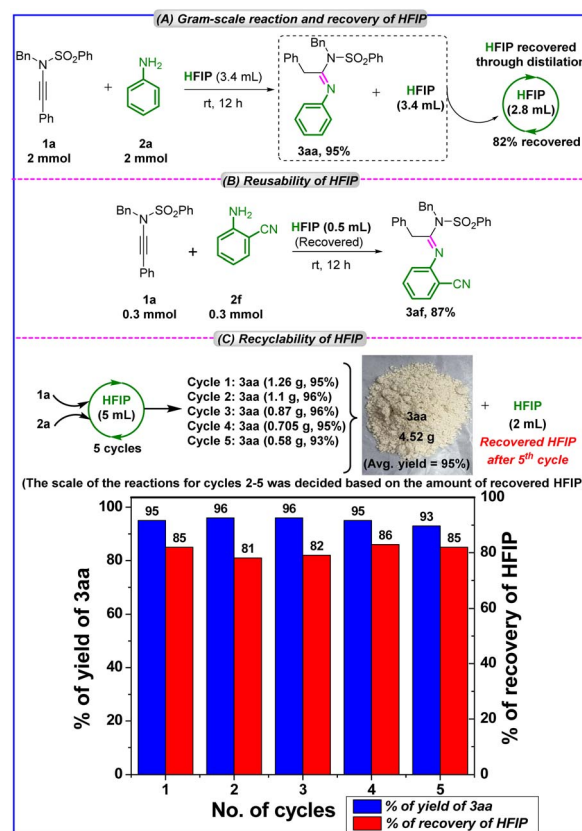 (A) Gram-scale reaction and recovery of HFIP
Bn N SO2Ph
Ph
1a
2 mmol
+
NH2
2a
2 mmol
HFIP (3.4 mL)
rt, 12 h
Bn
Ph N SO2Ph
N
3aa, 95%
+
HFIP
(3.4 mL)
HFIP recovered
through distilation
HFIP
(2.8 mL)
82% recovered
(B) Reusability of HFIP
Bn N SO2Ph
Ph
1a
0.3 mmol
+
NH2
CN
2f
0.3 mmol
HFIP (0.5 mL)
(Recovered)
rt, 12 h
Bn
Ph N SO2Ph
N
CN
3af, 87%
(C) Recyclability of HFIP
1a
2a
HFIP
(5 mL)
5 cycles
Cycle 1: 3aa (1.26 g, 95%)
Cycle 2: 3aa (1.1 g, 96%)
Cycle 3: 3aa (0.87 g, 96%)
Cycle 4: 3aa (0.705 g, 95%)
Cycle 5: 3aa (0.58 g, 93%)
3aa
4.52 g
(Avg. yield = 95%)
+
HFIP
(2 mL)
Recovered HFIP
after 5th cycle
(The scale of the reactions for cycles 2-5 was decided based on the amount of recovered HFIP
% of yield of 3aa
100
80
60
40
20
0
95 85
96 81
96 82
95 86
93 85
100
80
60
40
20
0
% of recovery of HFIP
1 2 3 4 5
No. of cycles
% of yield of 3aa
% of recovery of HFIP